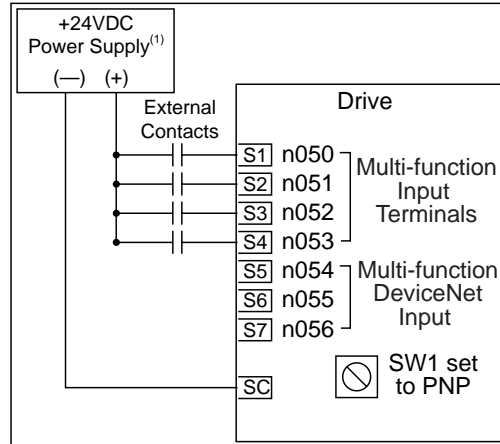 +24VDC
Power Supply(1)
(—) (+)
External
Contacts
Drive
S1 n050
S2 n051
S3 n052
S4 n053
Multi-function
Input
Terminals
S5 n054
S6 n055
S7 n056
Multi-function
DeviceNet
Input
SC
SW1 set
to PNP